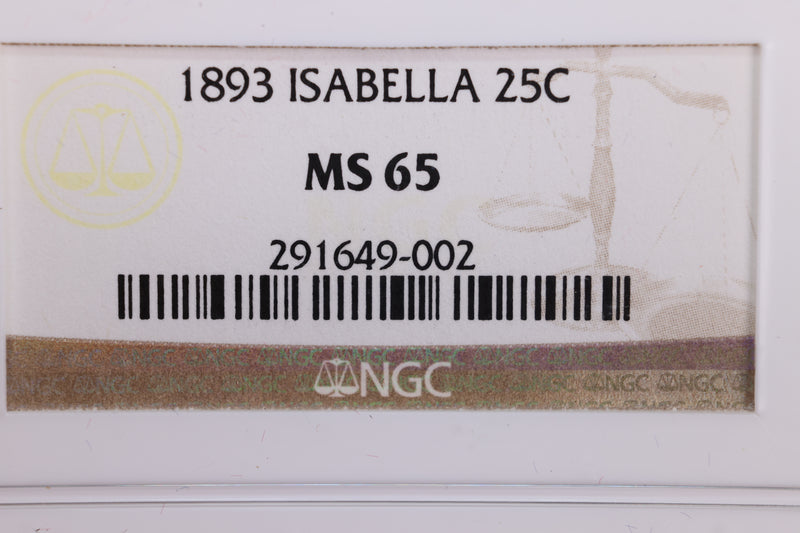 1893 ISABELLA 25C
MS 65
291649-002
NGC